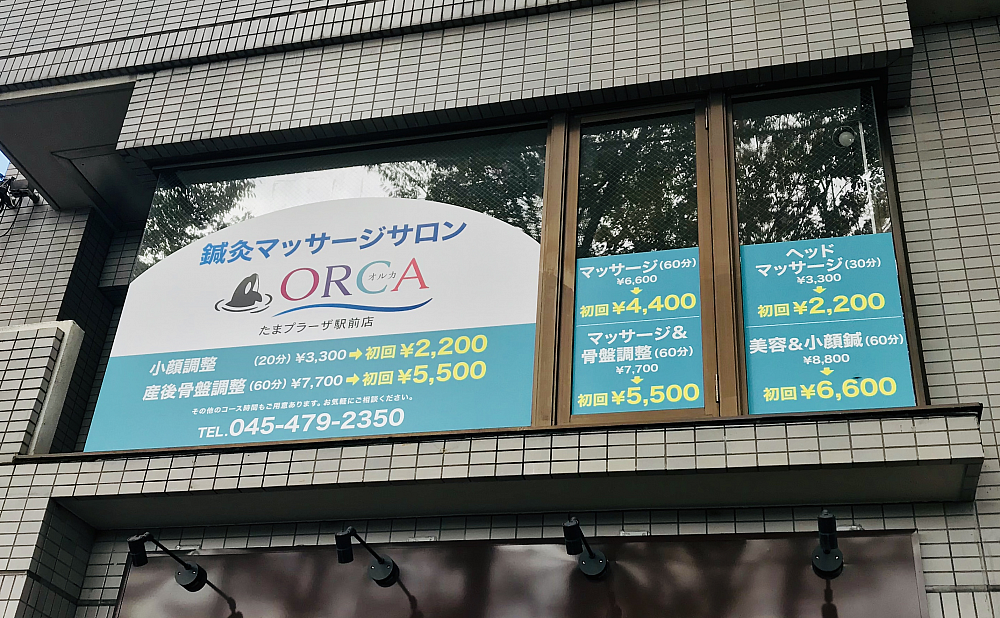 鍼灸マッサージサロン
ORCA
オルカ
たまプラーザ駅前店
小顔調整 (20分) ¥3,300➡初回 ¥2,200
産後骨盤調整 (60分) ¥7,700➡初回 ¥5,500
その他のコース時間もご用意あります。お気軽にご相談ください。
TEL. 045-479-2350
マッサージ(60分)
¥6,600
初回 ¥4,400
マッサージ&
骨盤調整(60分)
¥7,700
初回 ¥5,500
ヘッド
マッサージ(30分)
¥3,300
初回 ¥2,200
美容&小顔鍼(60分)
¥8,800
初回 ¥6,600